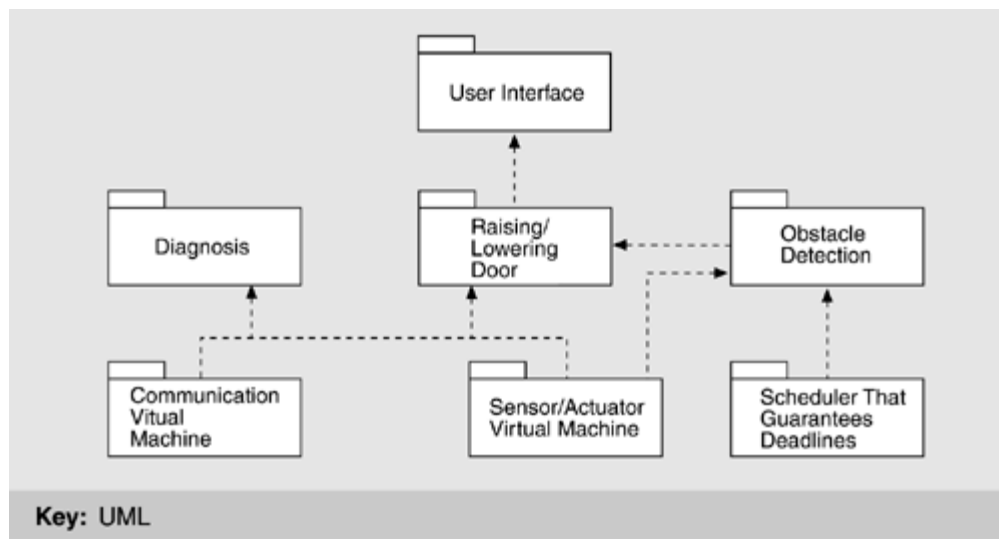 User Interface
Diagnosis
Raising/
Lowering
Door
Obstacle
Detection
Communication
Vitual
Machine
Sensor/Actuator
Virtual Machine
Scheduler That
Guarantees
Deadlines
Key: UML